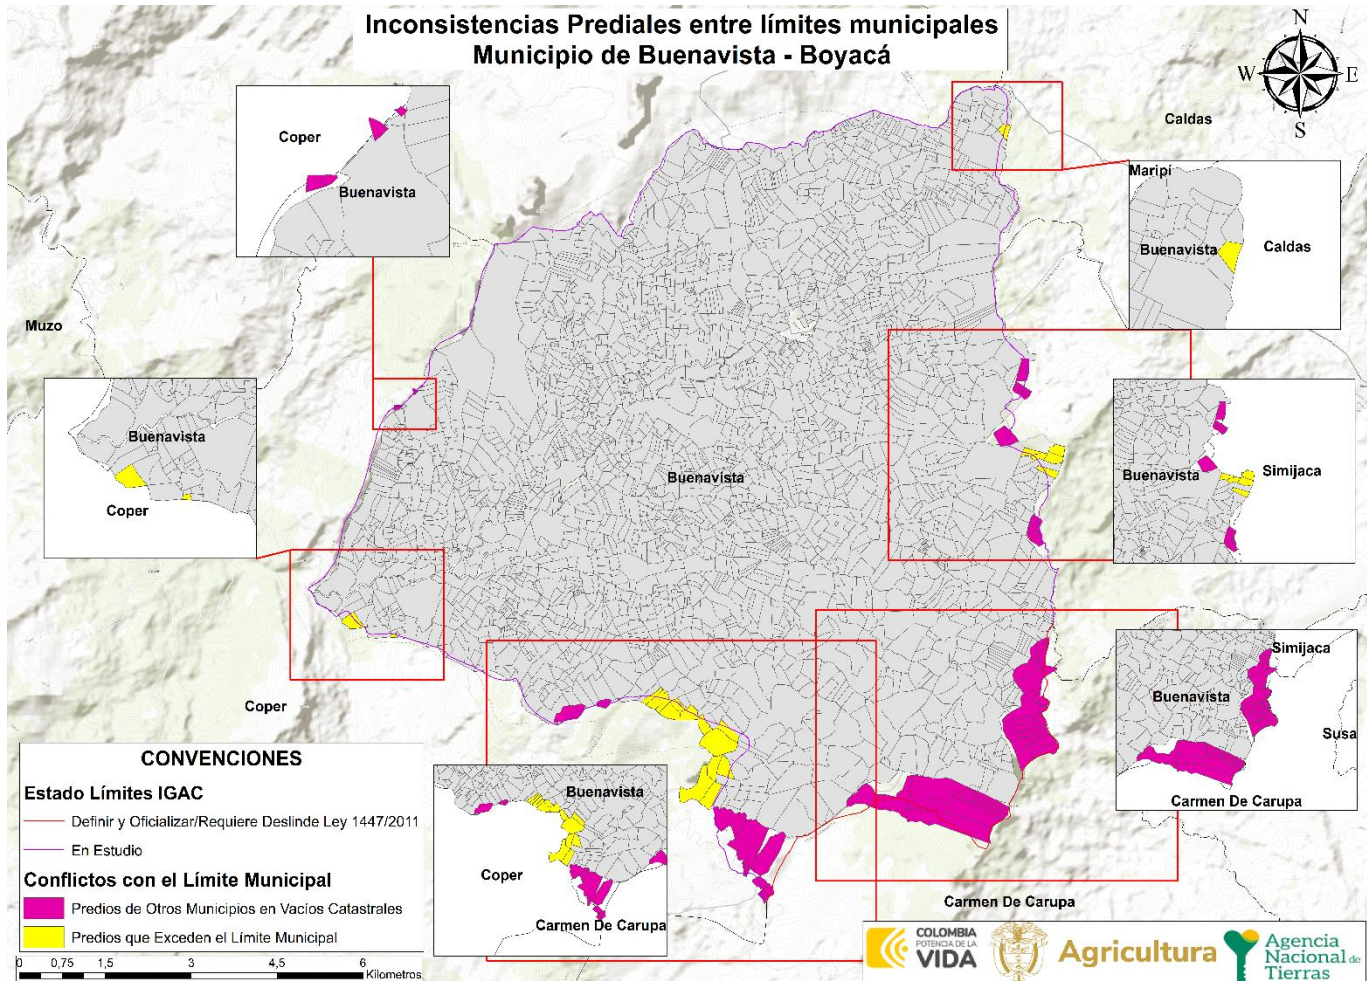 Inconsistencias Prediales entre límites municipales
Municipio de Buenavista - Boyacá
N
W
E
S
Coper
Buenavista
Caldas
Maripí
Buenavista
Caldas
Muzo
Buenavista
Coper
Buenavista
Buenavista
Simijaca
Coper
Simijaca
Buenavista
Susa
Carmen De Carupa
Buenavista
Coper
Carmen De Carupa
Carmen De Carupa
CONVENCIONES
Estado Límites IGAC
Definir y Oficializar/Requiere Deslinde Ley 1447/2011
En Estudio
Conflictos con el Límite Municipal
Predios de Otros Municipios en Vacíos Catastrales
Predios que Exceden el Límite Municipal
0 0,75 1,5 3 4,5 6
Kilometros
COLOMBIA
POTENCIA DE LA
VIDA
Agricultura
Agencia
Nacional de
Tierras